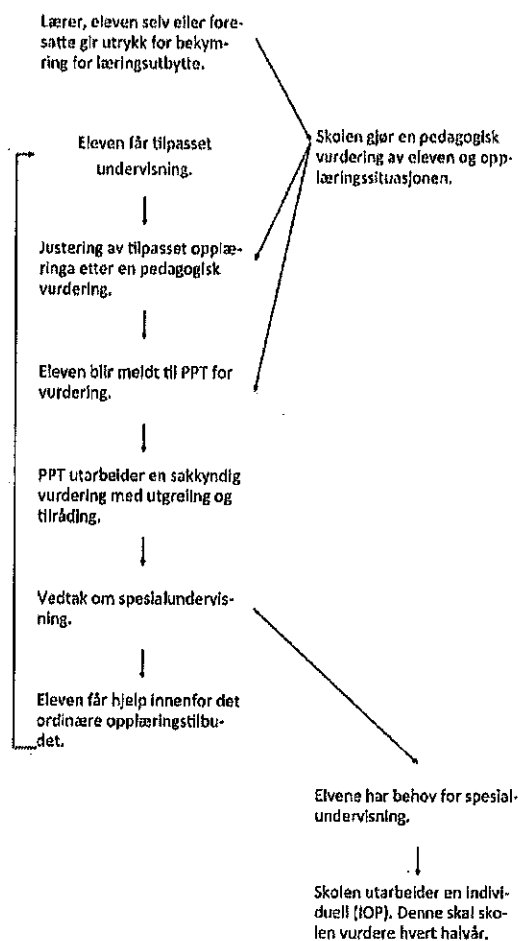 Lærer, eleven selv eller fore-
satte gir utrykk for bekym-
ring for læringsutbytte.
Eleven får tilpasset
undervisning.
Skolen gjør en pedagogisk
vurdering av eleven og opp-
læringssituasjonen.
Justering av tilpasset opplæ-
ringa etter en pedagogisk
vurdering.
Eleven blir meldt til PPT for
vurdering.
PPT utarbeider en sakkyndig
vurdering med utgreiing og
tilråding.
Vedtak om spesialundervis-
ning.
Eleven får hjelp innenfor det
ordinære opplæringstilbu-
det.
Elvene har behov for spesial-
undervisning.
Skolen utarbeider en indivi-
duell (IOP). Denne skal sko-
len vurdere hvert halvår.